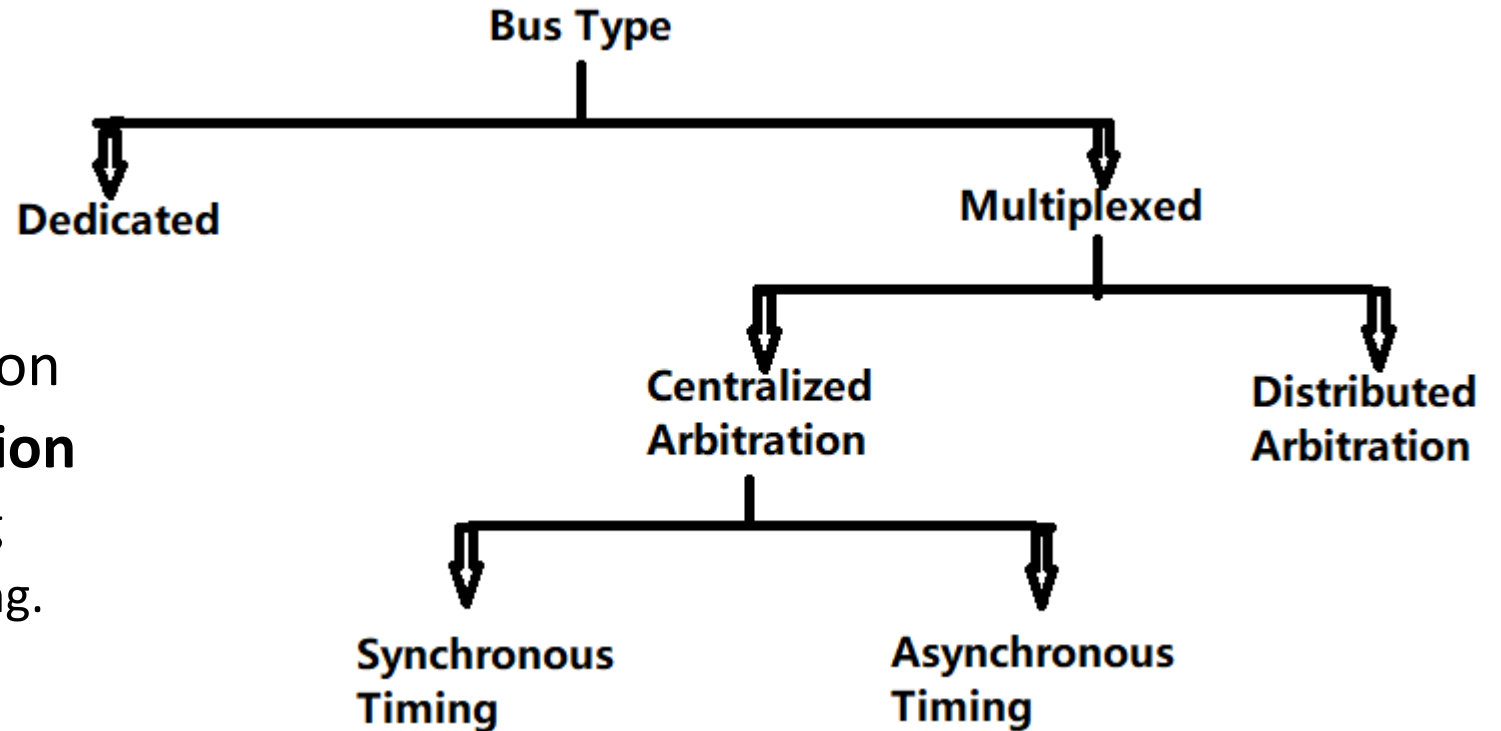 Bus Type
Dedicated
Multiplexed
on
ion
Centralized
Arbitration
Distributed
Arbitration
g.
Synchronous
Timing
Asynchronous
Timing